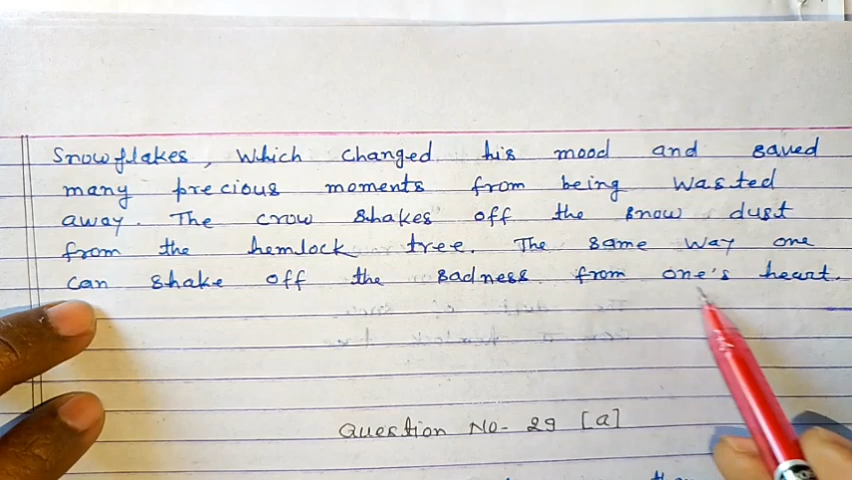 Snowflakes, which changed his mood and saved
many precious moments from being wasted
away. The crow shakes off the snow dust
from the hemlock tree. The same way one
can shake off the sadness from one's heart.
Question No- 29 [a]